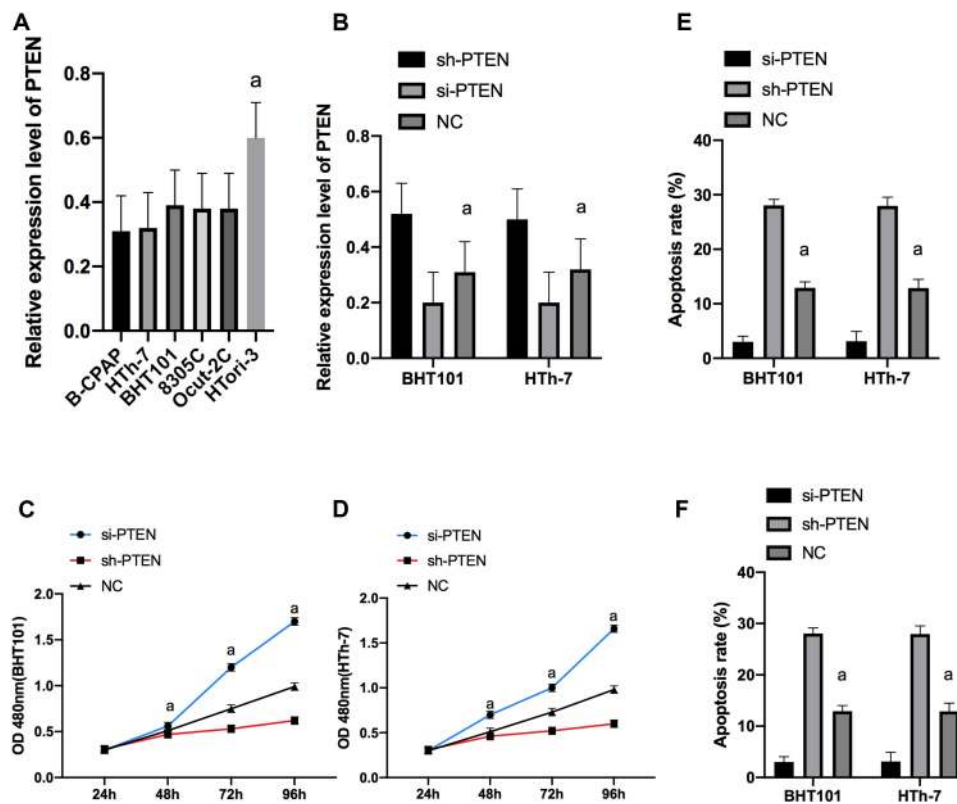 A
Relative expression level of PTEN
0.8
0.6
0.4
0.2
0.0
a
B-CPAP
HTh-7
BHT101
8305C
Ocut-2C
HTori-3
B
sh-PTEN
si-PTEN
NC
Relative expression level of PTEN
0.8
0.6
0.4
0.2
0.0
a
a
BHT101
HTh-7
E
si-PTEN
sh-PTEN
NC
Apoptosis rate (%)
40
30
20
10
0
a
a
BHT101
HTh-7
C
si-PTEN
sh-PTEN
NC
OD 480nm(BHT101)
2.0
1.5
1.0
0.5
0.0
a
a
a
24h
48h
72h
96h
D
si-PTEN
sh-PTEN
NC
OD 480nm(HTh-7)
2.0
1.5
1.0
0.5
0.0
a
a
a
24h
48h
72h
96h
F
si-PTEN
sh-PTEN
NC
Apoptosis rate (%)
40
30
20
10
0
a
a
BHT101
HTh-7